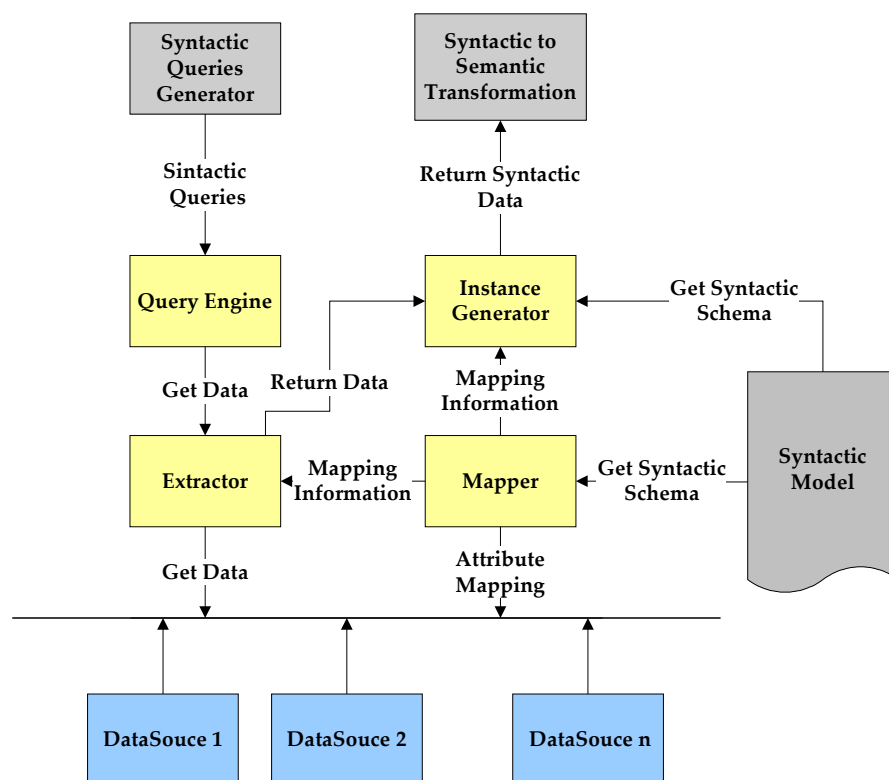 Syntactic
Queries
Generator
Syntactic to
Semantic
Transformation
Sintactic
Queries
Return Syntactic
Data
Query Engine
Instance
Generator
Get Syntactic
Schema
Get Data
Return Data
Mapping
Information
Extractor
Mapping
Information
Mapper
Get Syntactic
Schema
Syntactic
Model
Get Data
Attribute
Mapping
DataSouce 1
DataSouce 2
DataSouce n